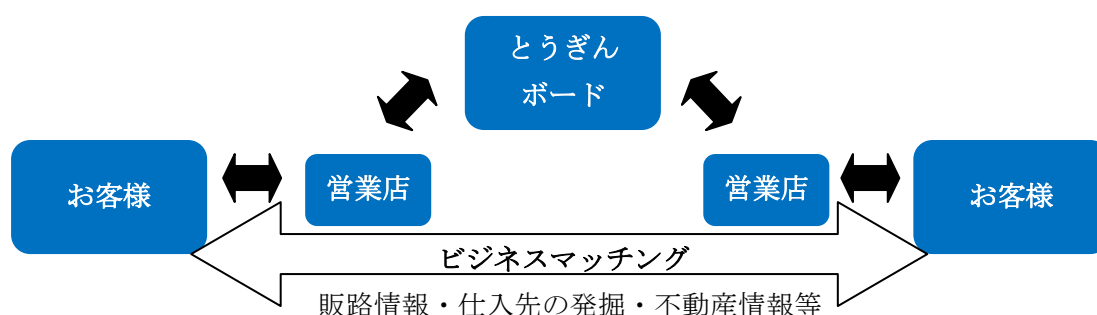 とうぎん
ボード
お客様
営業店
営業店
お客様
ビジネスマッチング
販路情報・仕入先の発掘・不動産情報等